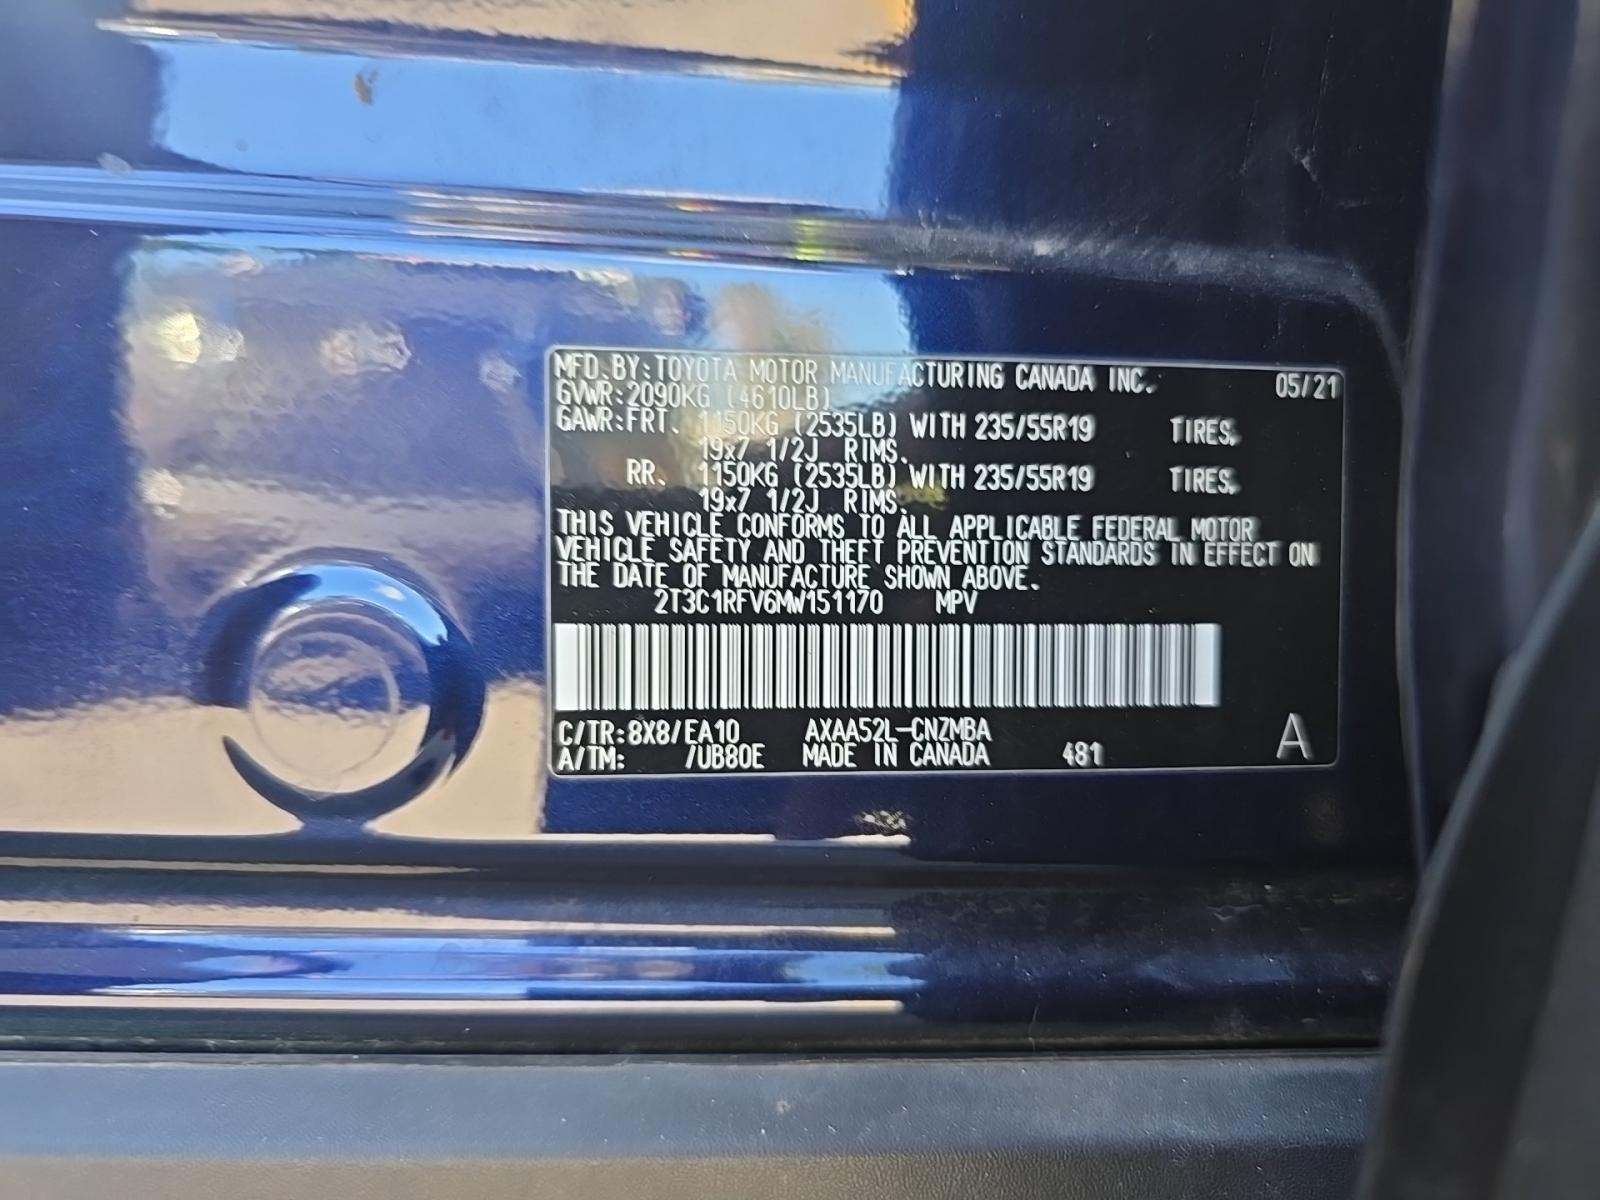 MFD.BY:TOYOTA MOTOR MANUFACTURING CANADA INC. 05/21
GVWR:2090KG (4610LB)
GAWR:FRT. 1150KG (2535LB) WITH 235/55R19 TIRES,
19x7 1/2J RIMS.
RR. 1150KG (2535LB) WITH 235/55R19 TIRES,
19x7 1/2J RIMS.
THIS VEHICLE CONFORMS TO ALL APPLICABLE FEDERAL MOTOR
VEHICLE SAFETY AND THEFT PREVENTION STANDARDS IN EFFECT ON
THE DATE OF MANUFACTURE SHOWN ABOVE.
2T3C1RFV6MW151170 MPV
C/TR:8X8/EA10 AXAA52L-CNZMBA
A/TM: /UB80E MADE IN CANADA 481 A